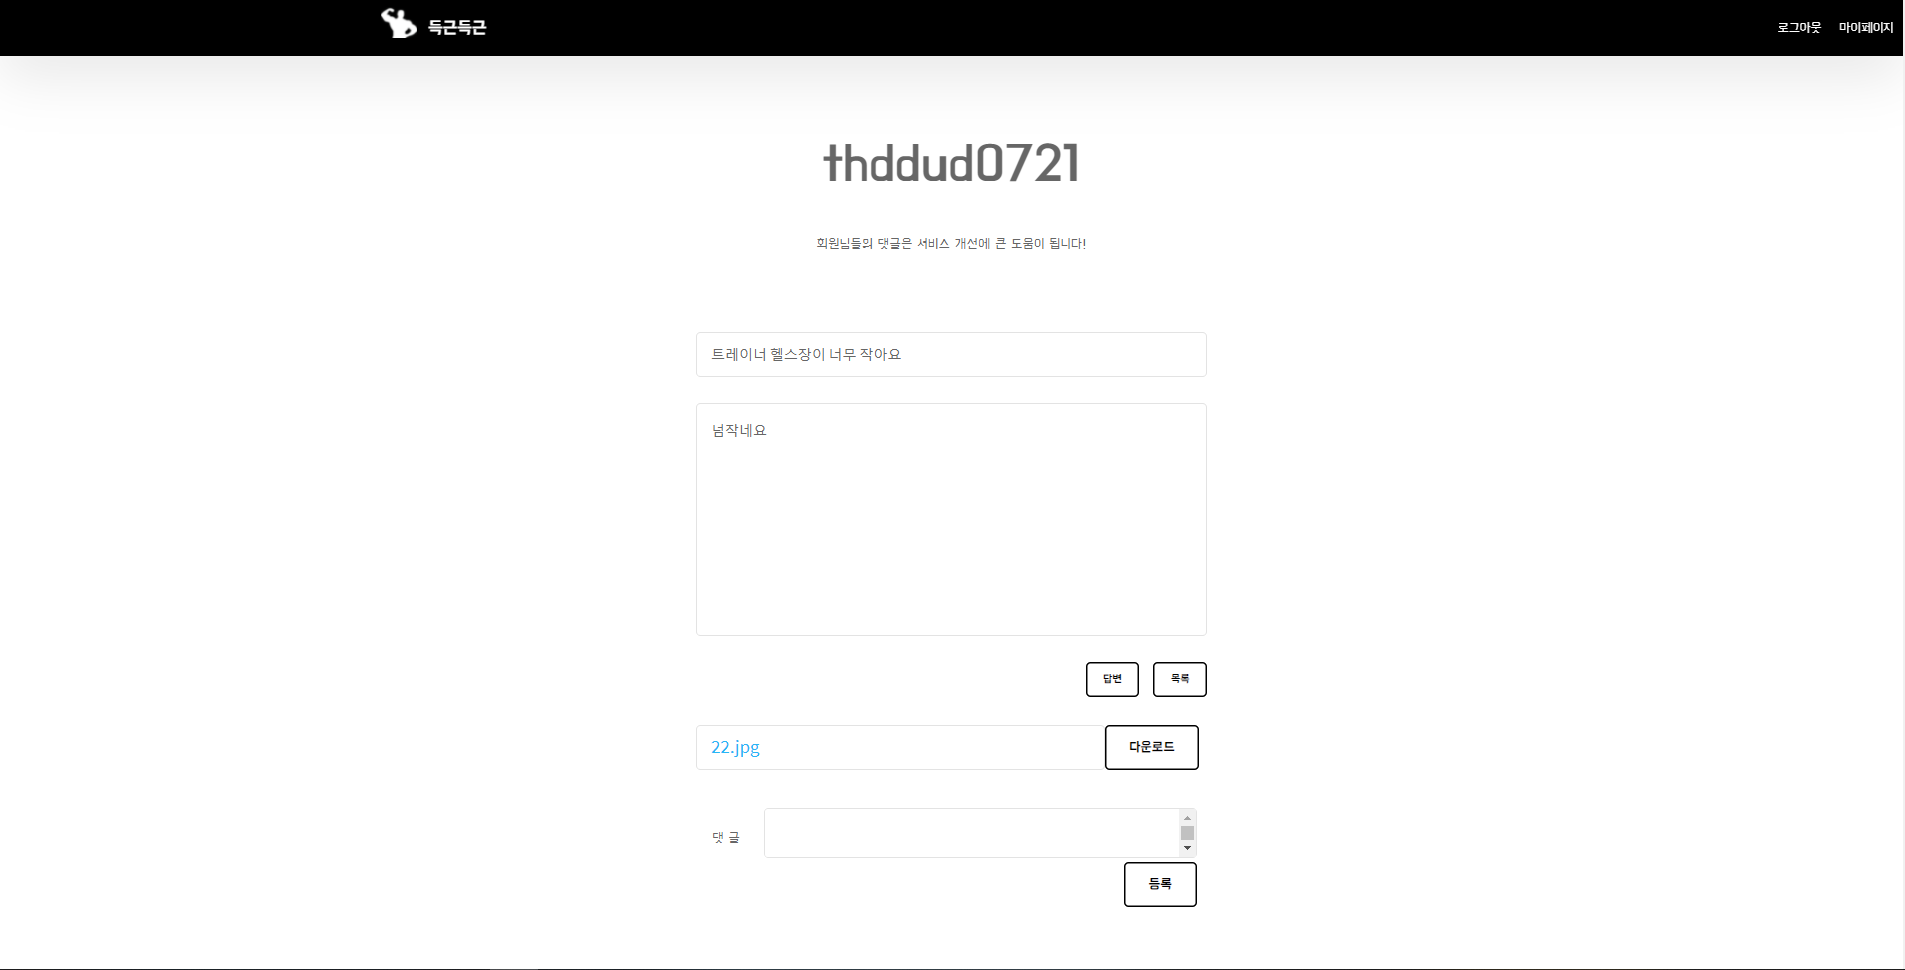 득근득근
로그아웃 마이페이지
thddud0721
회원님들의 댓글은 서비스 개선에 큰 도움이 됩니다!
트레이너 헬스장이 너무 작아요
넘작네요
답변 목록
22.jpg 다운로드
댓 글
등록